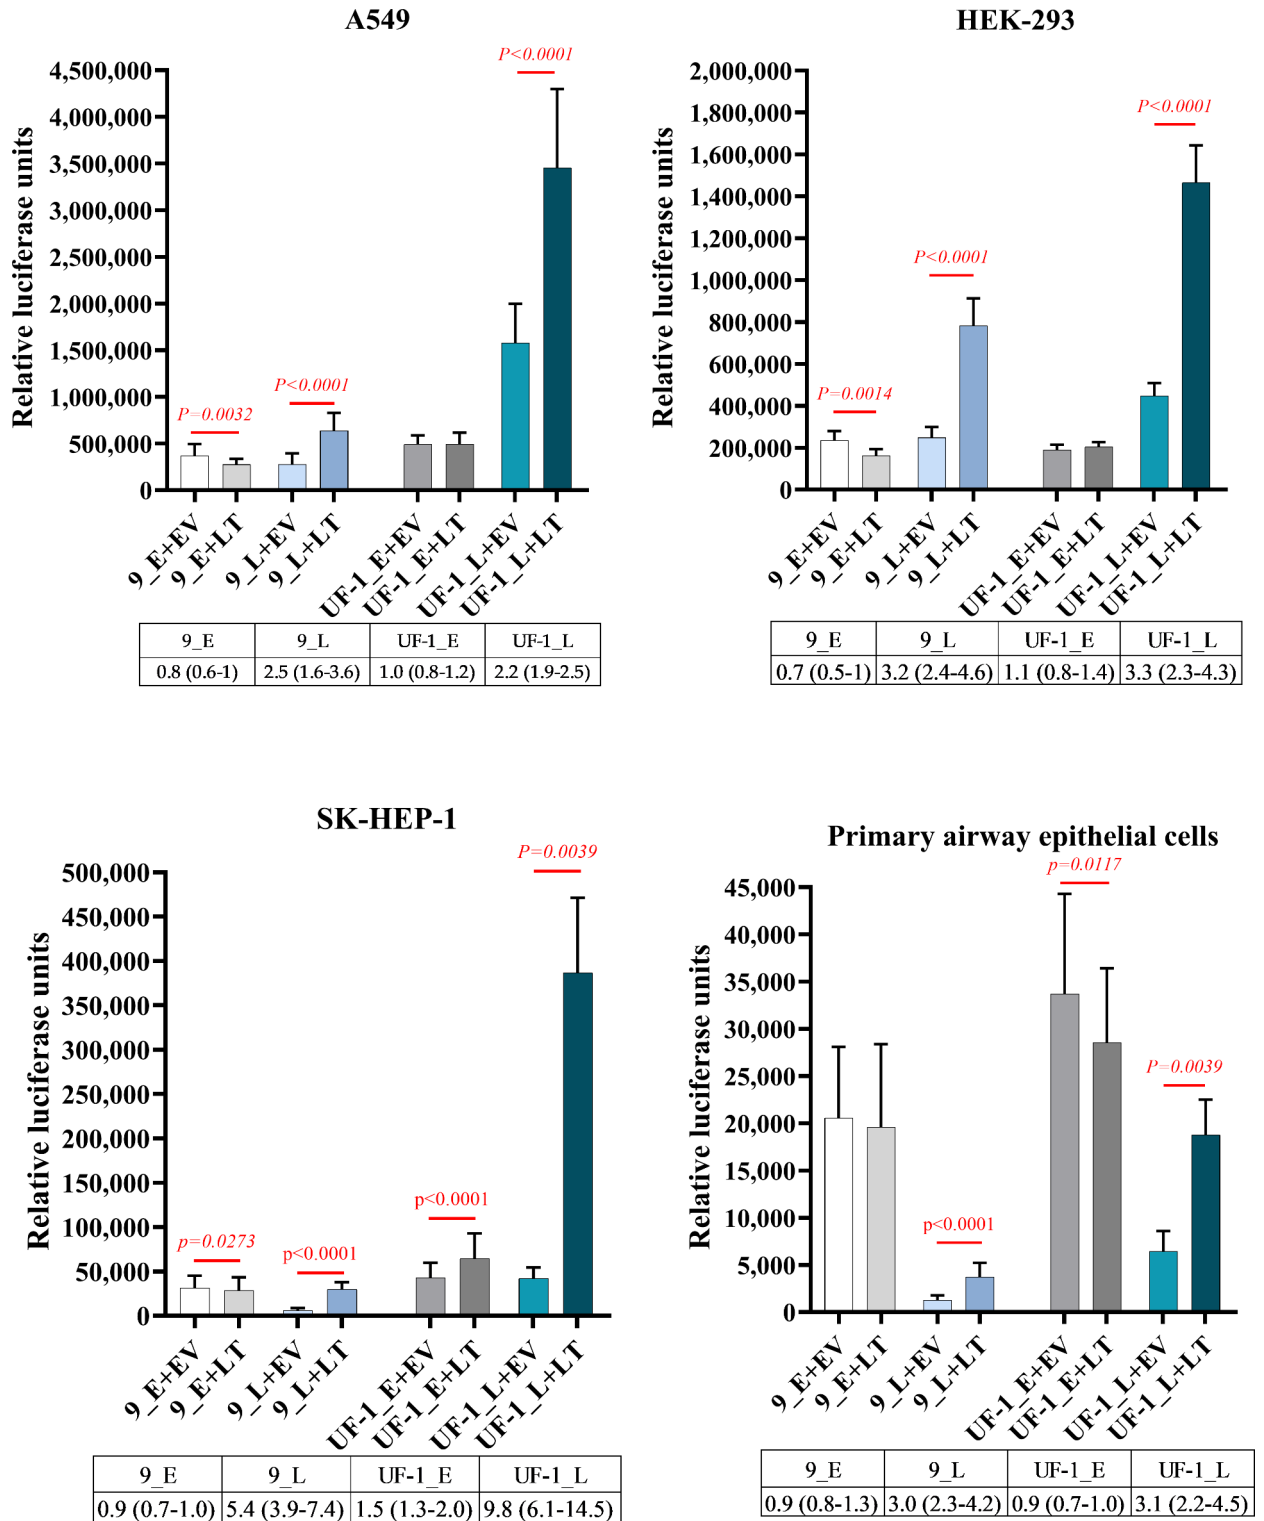 A549
P<0.0001
4,500,000
4,000,000
3,500,000
3,000,000
2,500,000
2,000,000
1,500,000
1,000,000
500,000
0
Relative luciferase units
P=0.0032
P<0.0001
9_E+EV
9_E+LT
9_L+EV
9_L+LT
UF-1_E+EV
UF-1_E+LT
UF-1_L+EV
UF-1_L+LT
9_E 9_L UF-1_E UF-1_L
0.8 (0.6-1) 2.5 (1.6-3.6) 1.0 (0.8-1.2) 2.2 (1.9-2.5)
HEK-293
2,000,000
1,800,000
1,600,000
1,400,000
1,200,000
1,000,000
800,000
600,000
400,000
200,000
0
Relative luciferase units
P<0.0001
P<0.0001
P=0.0014
9_E+EV
9_E+LT
9_L+EV
9_L+LT
UF-1_E+EV
UF-1_E+LT
UF-1_L+EV
UF-1_L+LT
9_E 9_L UF-1_E UF-1_L
0.7 (0.5-1) 3.2 (2.4-4.6) 1.1 (0.8-1.4) 3.3 (2.3-4.3)
SK-HEP-1
P=0.0039
500,000
450,000
400,000
350,000
300,000
250,000
200,000
150,000
100,000
50,000
0
Relative luciferase units
p=0.0273
p<0.0001
p<0.0001
9_E+EV
9_E+LT
9_L+EV
9_L+LT
UF-1_E+EV
UF-1_E+LT
UF-1_L+EV
UF-1_L+LT
9_E 9_L UF-1_E UF-1_L
0.9 (0.7-1.0) 5.4 (3.9-7.4) 1.5 (1.3-2.0) 9.8 (6.1-14.5)
Primary airway epithelial cells
p=0.0117
45,000
40,000
35,000
30,000
25,000
20,000
15,000
10,000
5,000
0
Relative luciferase units
P=0.0039
p<0.0001
9_E+EV
9_E+LT
9_L+EV
9_L+LT
UF-1_E+EV
UF-1_E+LT
UF-1_L+EV
UF-1_L+LT
9_E 9_L UF-1_E UF-1_L
0.9 (0.8-1.3) 3.0 (2.3-4.2) 0.9 (0.7-1.0) 3.1 (2.2-4.5)